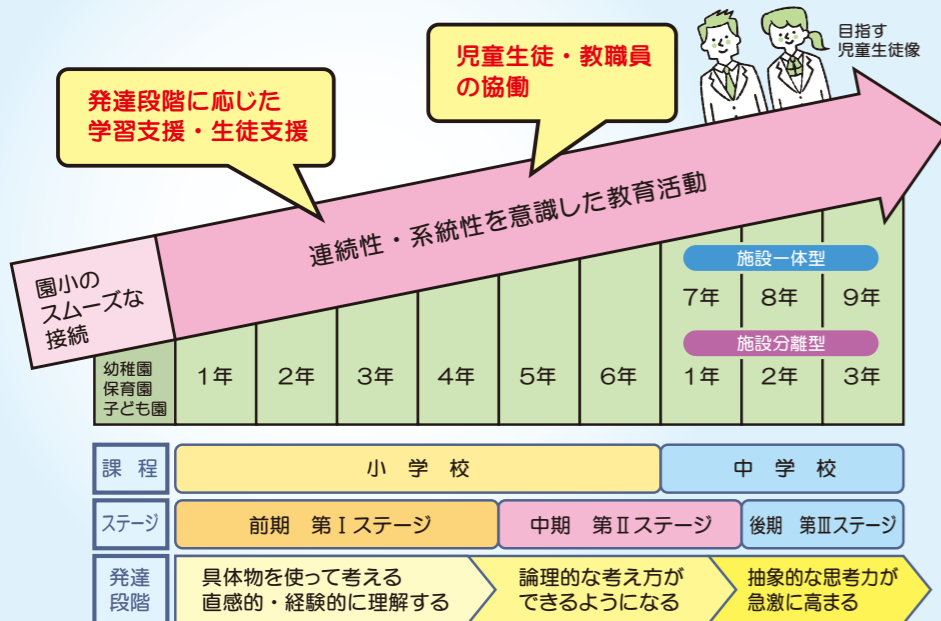 目指す
児童生徒像
児童生徒・教職員
の協働
発達段階に応じた
学習支援・生徒支援
連続性・系統性を意識した教育活動
園小の
スムーズな
接続
施設一体型
7年 8年 9年
施設分離型
幼稚園
保育園
子ども園
1年 2年 3年 4年 5年 6年 1年 2年 3年
課程 小学校 中学校
ステージ 前期 第Ⅰステージ 中期 第Ⅱステージ 後期 第Ⅲステージ
発達
段階
具体物を使って考える
直感的・経験的に理解する
論理的な考え方が
できるようになる
抽象的な思考力が
急激に高まる